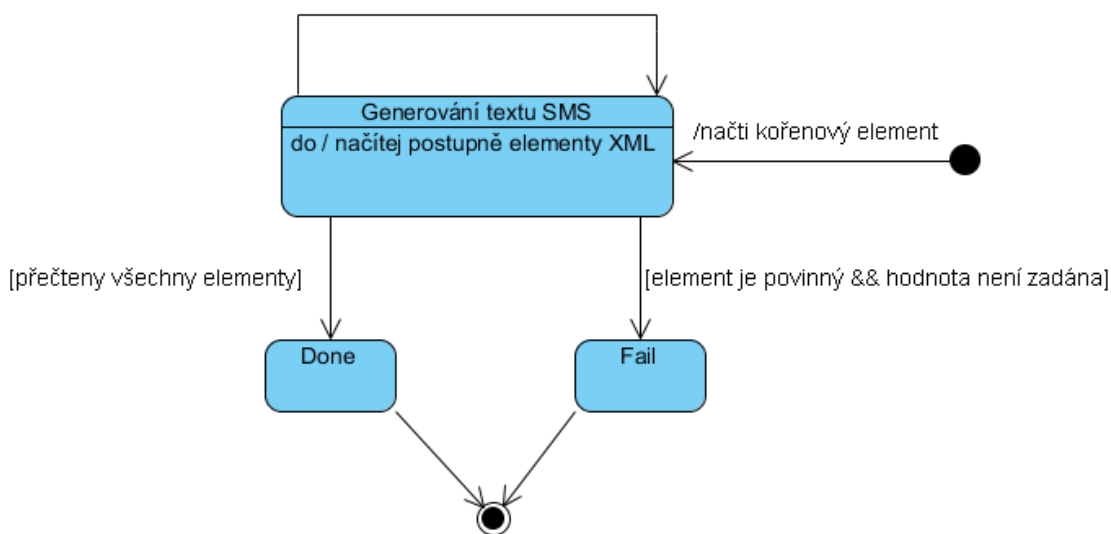 Generování textu SMS
do / načítej postupně elementy XML
/načti kořenový element
[přečteny všechny elementy]
[element je povinný && hodnota není zadána]
Done
Fail